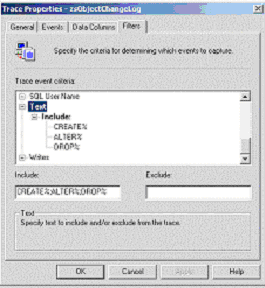 Trace Properties - zsObjectChangeLog
General Events Data Columns Filters
Specify the criteria for determining which events to capture.
Trace event criteria:
SQL User Name
Text
Include
CREATE%
ALTER%
DROP%
Writes
Include: Exclude:
CREATE%;ALTER%;DROP%
Text
Specify text to include and/or exclude from the trace.
OK Cancel Apply Help